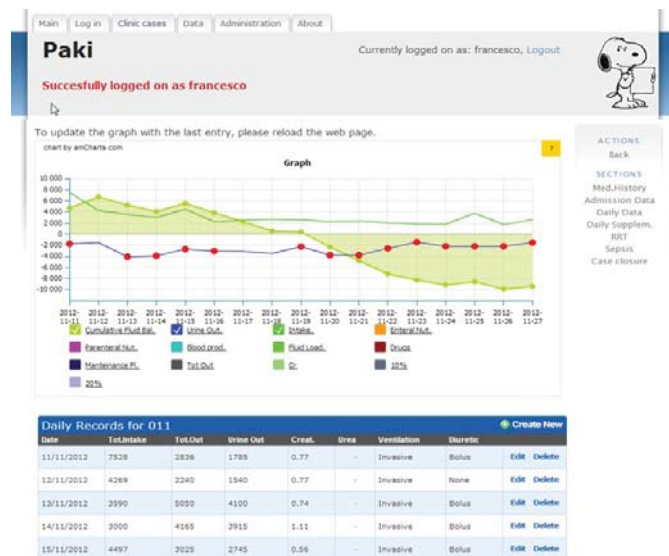 Main Log in Clinic cases Data Administration About
Paki
Currently logged on as: francesco, Logout
Succesfully logged on as francesco
To update the graph with the last entry, please reload the web page.
chart by amCharts.com
Graph
10 000
8 000
6 000
4 000
2 000
0
-2 000
-4 000
-6 000
-8 000
-10 000
2012-11-11 2012-11-12 2012-11-13 2012-11-14 2012-11-15 2012-11-16 2012-11-17 2012-11-18 2012-11-19 2012-11-20 2012-11-21 2012-11-22 2012-11-23 2012-11-24 2012-11-25 2012-11-26 2012-11-27
Cumulative Fluid Bal. Urine Out. Intake. Enteral Nut.
Parenteral Nut. Blood prod. Fluid Load. Drugs
Manteinance Fl. Tot Out Cr 10%
20%
ACTIONS
Back
SECTIONS
Med.History
Admission Data
Daily Data
Daily Supplem.
RRT
Sepsis
Case closure
Daily Records for 011 Create New
Date Tot.Intake Tot.Out Urine Out Creat. Urea Ventilation Diuretic
11/11/2012 7528 2836 1785 0.77 - Invasive Bolus Edit Delete
12/11/2012 4269 2240 1540 0.77 - Invasive None Edit Delete
13/11/2012 3590 5050 4100 0.74 - Invasive Bolus Edit Delete
14/11/2012 3000 4165 3915 1.11 - Invasive Bolus Edit Delete
15/11/2012 4497 3025 2745 0.56 - Invasive Bolus Edit Delete